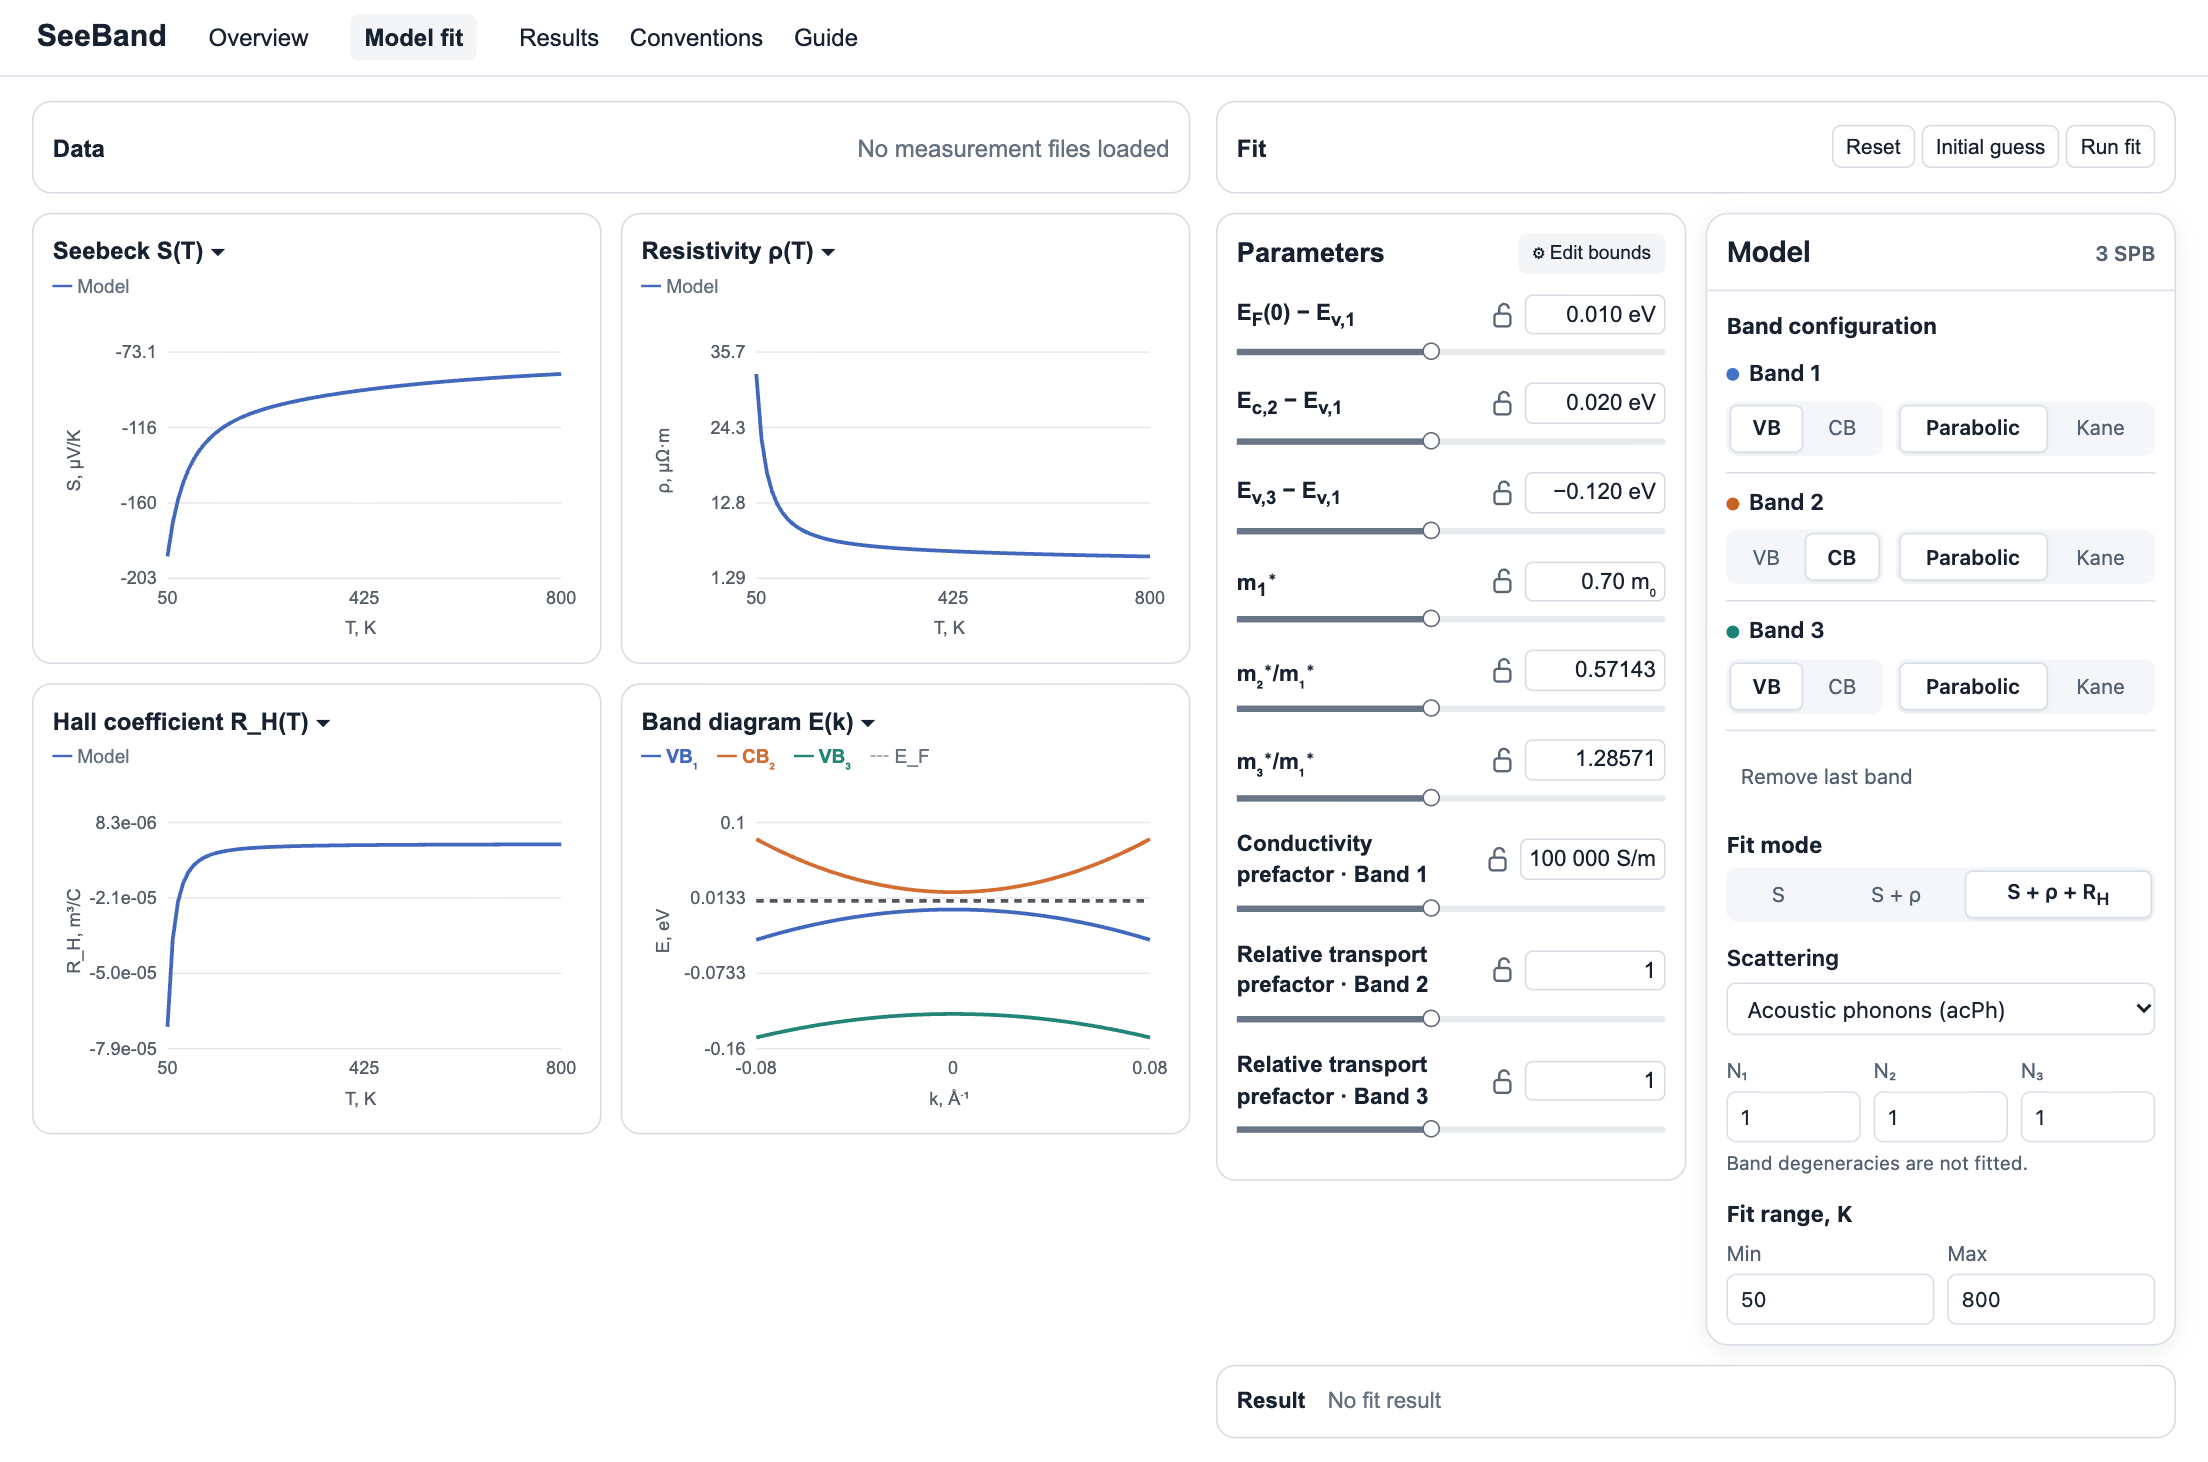 SeeBand
Overview
Model fit
Results
Conventions
Guide
Data
No measurement files loaded
Fit
Reset
Initial guess
Run fit
Seebeck S(T)
Model
-73.1
-116
-160
-203
S, µV/K
50
425
800
T, K
Resistivity ρ(T)
Model
35.7
24.3
12.8
1.29
ρ, µΩ·m
50
425
800
T, K
Hall coefficient R_H(T)
Model
8.3e-06
-2.1e-05
-5.0e-05
-7.9e-05
R_H, m³/C
50
425
800
T, K
Band diagram E(k)
VB₁
CB₂
VB₃
E_F
0.1
0.0133
-0.0733
-0.16
E, eV
-0.08
0
0.08
k, Å⁻¹
Parameters
Edit bounds
E_F(0) − E_v,1
0.010 eV
E_c,2 − E_v,1
0.020 eV
E_v,3 − E_v,1
−0.120 eV
m₁*
0.70 m₀
m₂*/m₁*
0.57143
m₃*/m₁*
1.28571
Conductivity
prefactor · Band 1
100 000 S/m
Relative transport
prefactor · Band 2
1
Relative transport
prefactor · Band 3
1
Model
3 SPB
Band configuration
Band 1
VB CB Parabolic Kane
Band 2
VB CB Parabolic Kane
Band 3
VB CB Parabolic Kane
Remove last band
Fit mode
S
S + ρ
S + ρ + R_H
Scattering
Acoustic phonons (acPh)
N₁
N₂
N₃
1
1
1
Band degeneracies are not fitted.
Fit range, K
Min
Max
50
800
Result
No fit result